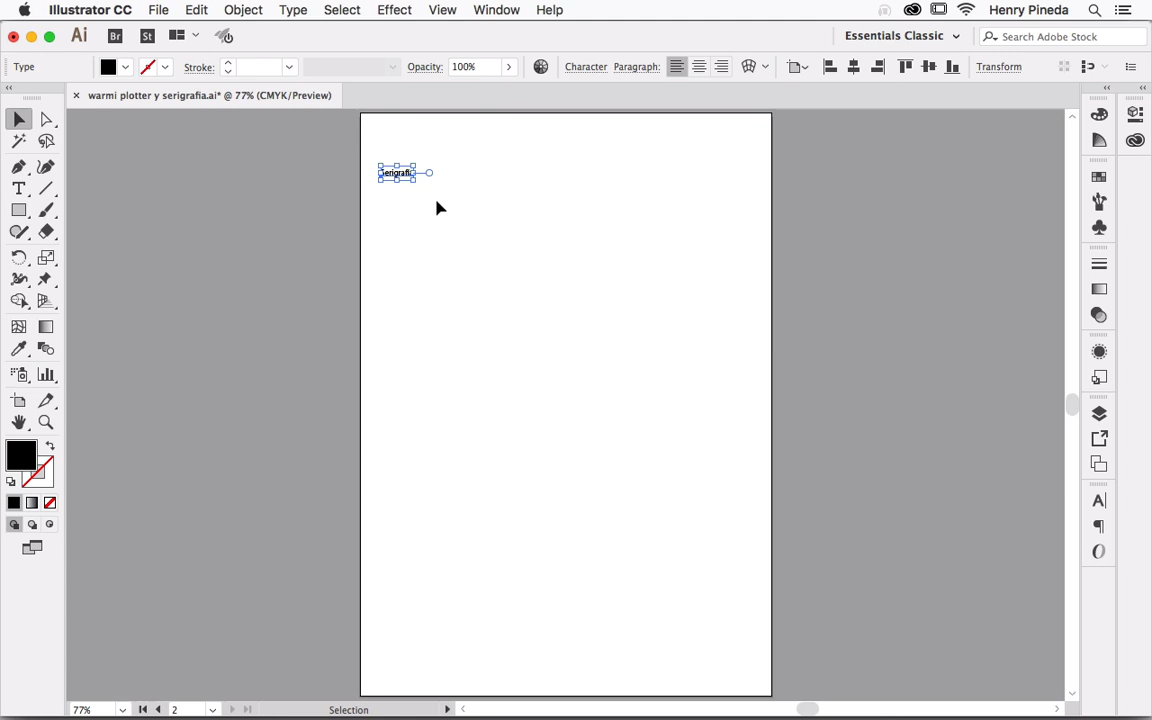 Illustrator CC File Edit Object Type Select Effect View Window Help Henry Pineda
Ai Br St Essentials Classic Search Adobe Stock
Type Stroke: Opacity: 100% Character Paragraph: Transform
× warmi plotter y serigrafia.ai* @ 77% (CMYK/Preview)
Serigrafia
77% 2 Selection